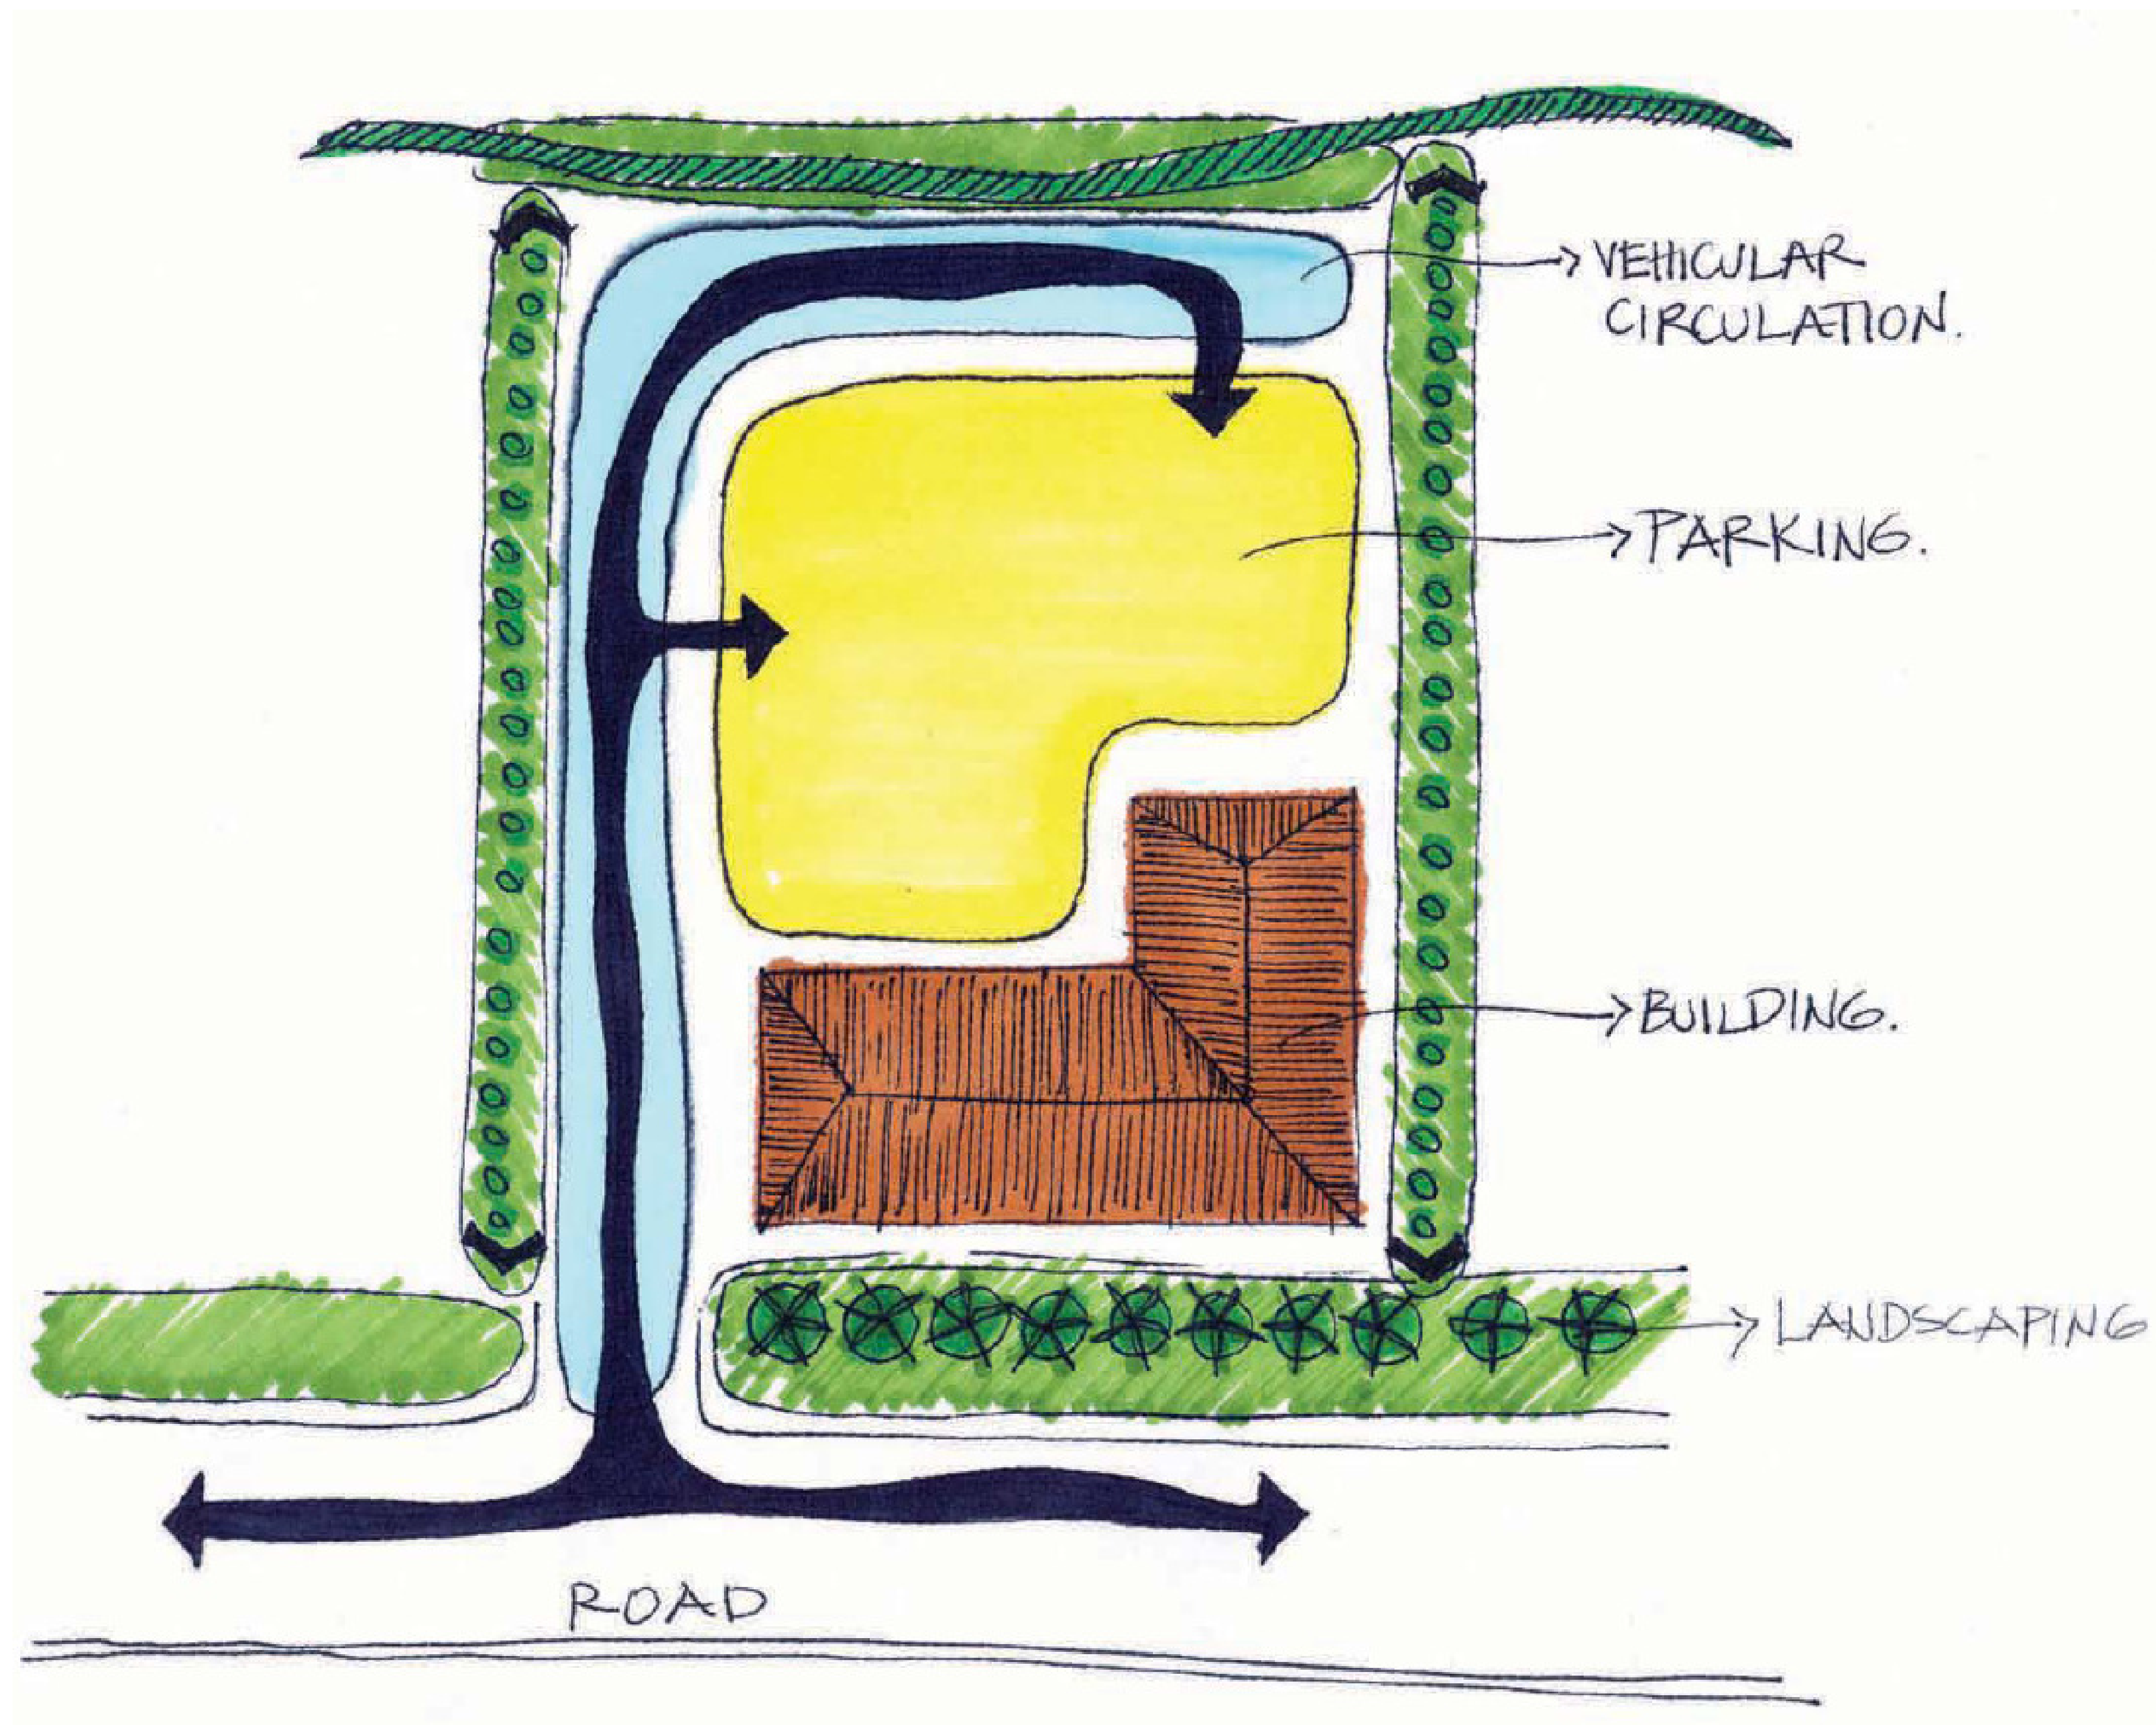 VEHICULAR
CIRCULATION.
PARKING.
BUILDING.
LANDSCAPING
ROAD